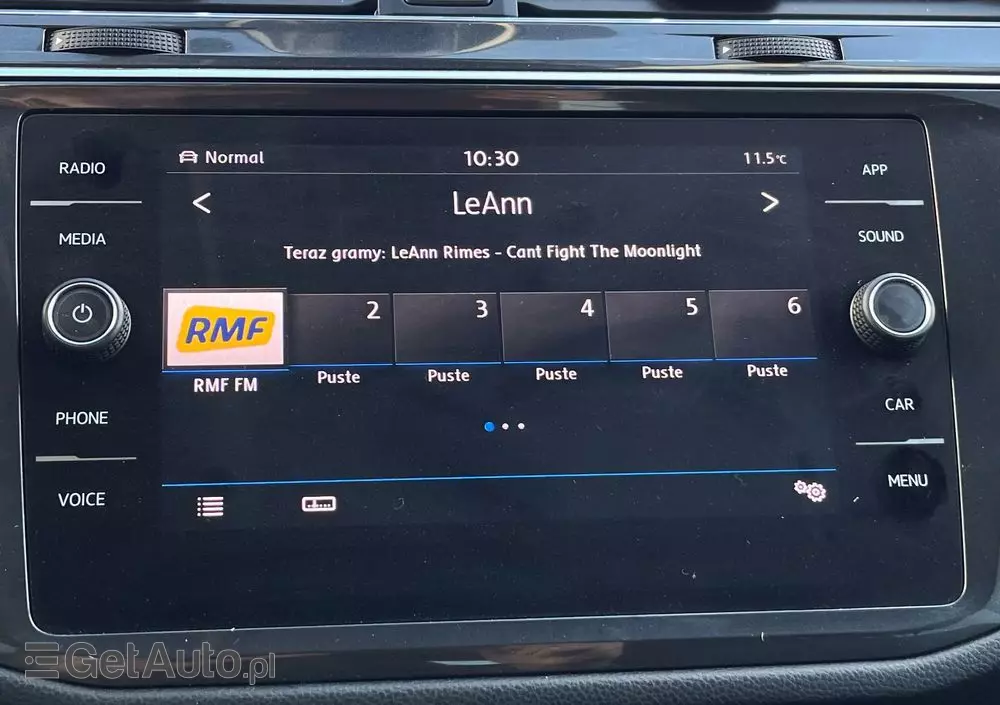 RADIO
MEDIA
PHONE
VOICE
Normal 10:30 11.5°C
LeAnn
Teraz gramy: LeAnn Rimes - Cant Fight The Moonlight
RMF 2 3 4 5 6
RMF FM Puste Puste Puste Puste Puste
APP
SOUND
CAR
MENU
GetAuto.pl